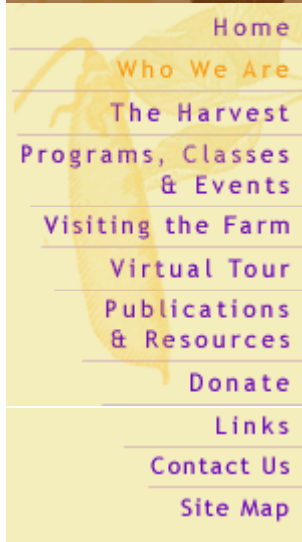 Home
Who We Are
The Harvest
Programs, Classes
& Events
Visiting the Farm
Virtual Tour
Publications
& Resources
Donate
Links
Contact Us
Site Map